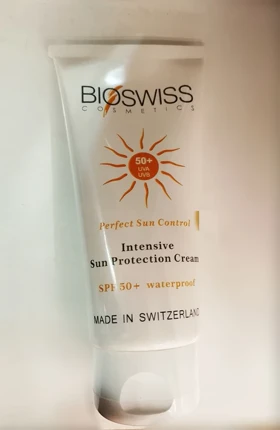 BIOSWISS
COSMETICS
50+
UVA
UVB
Perfect Sun Control
Intensive
Sun Protection Cream
SPF 50+ waterproof
MADE IN SWITZERLAND